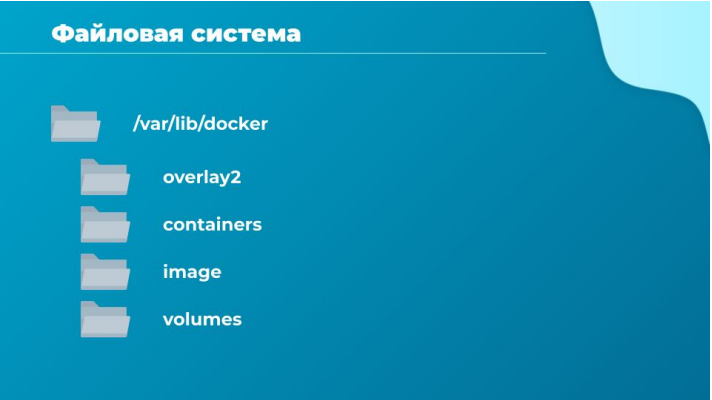 Файловая система
/var/lib/docker
overlay2
containers
image
volumes